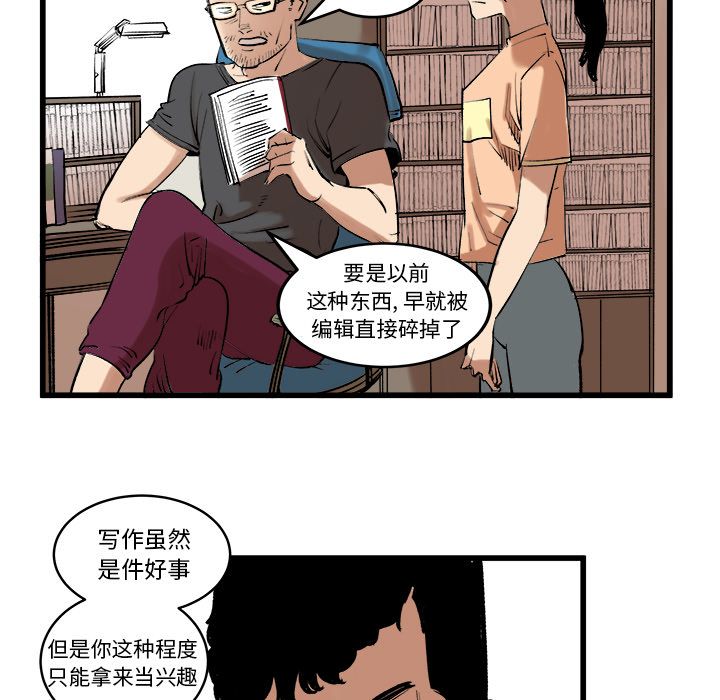 要是以前
这种东西, 早就被
编辑直接碎掉了
写作虽然
是件好事
但是你这种程度
只能拿来当兴趣